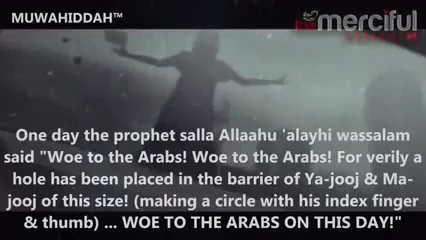 MUWAHIDDAH™
the merciful
One day the prophet salla Allaahu 'alayhi wassalam
said "Woe to the Arabs! Woe to the Arabs! For verily a
hole has been placed in the barrier of Ya-jooj & Ma-
jooj of this size! (making a circle with his index finger
& thumb) ... WOE TO THE ARABS ON THIS DAY!"